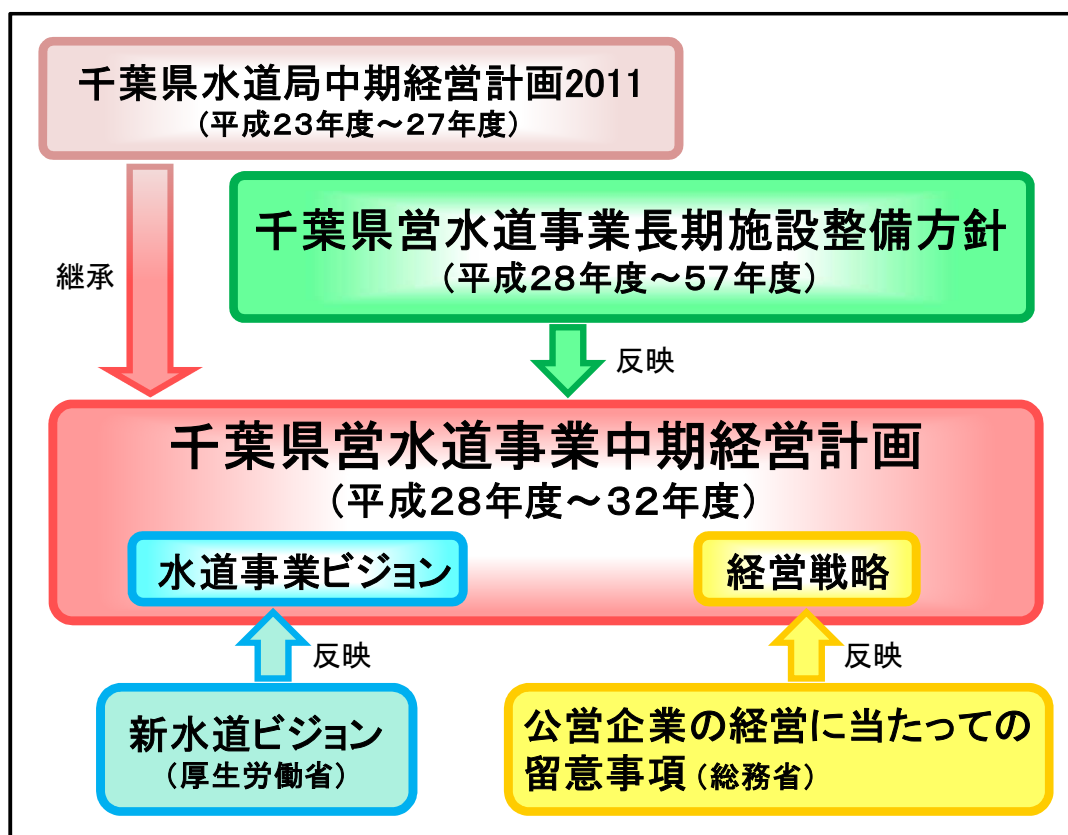 千葉県水道局中期経営計画2011
（平成２３年度～２７年度）
千葉県営水道事業長期施設整備方針
（平成２８年度～５７年度）
継承
反映
千葉県営水道事業中期経営計画
（平成２８年度～３２年度）
水道事業ビジョン
経営戦略
反映
反映
新水道ビジョン
（厚生労働省）
公営企業の経営に当たっての
留意事項（総務省）